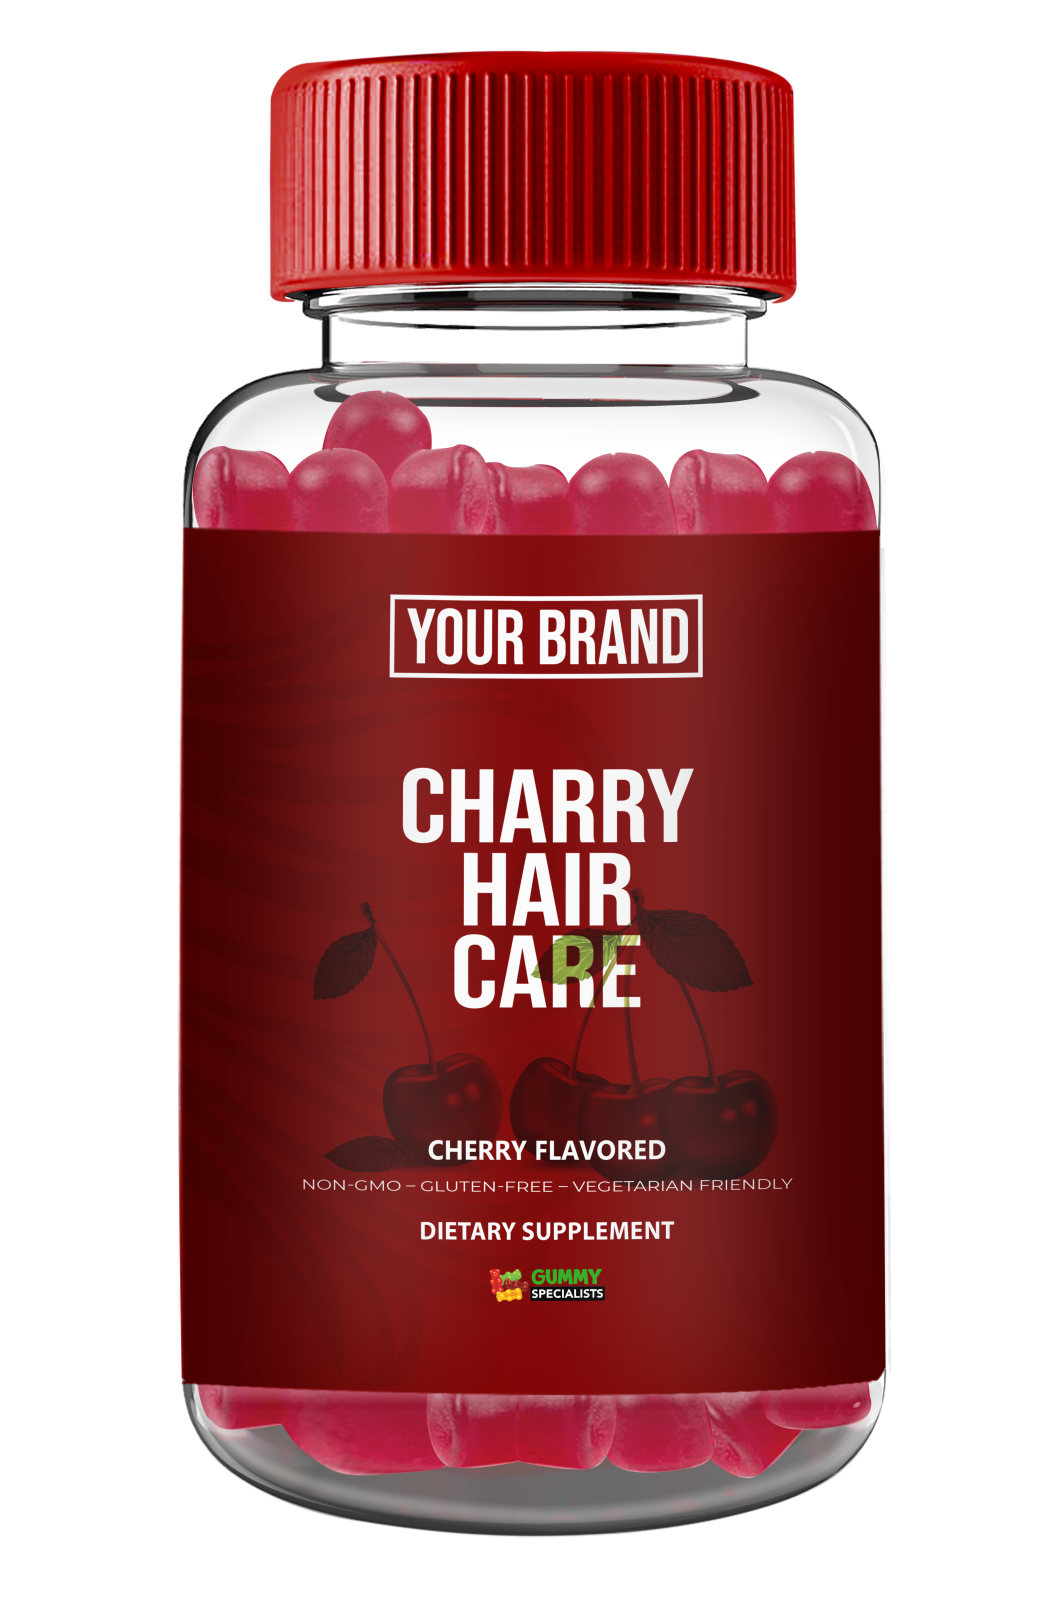 YOUR BRAND
CHARRY
HAIR
CARE
CHERRY FLAVORED
NON-GMO – GLUTEN-FREE – VEGETARIAN FRIENDLY
DIETARY SUPPLEMENT
GUMMY
SPECIALISTS